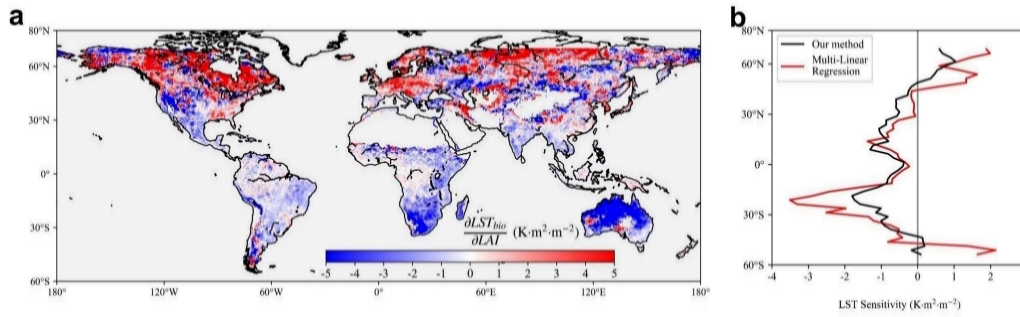 a
80°N
60°N
30°N
0°
30°S
60°S
180°
120°W
60°W
0°
60°E
120°E
180°
∂LST_bio/∂LAI (K·m²·m⁻²)
-5 -4 -3 -2 -1 0 1 2 3 4 5
b
80°N
60°N
30°N
0°
30°S
60°S
Our method
Multi-Linear
Regression
-4 -3 -2 -1 0 1 2
LST Sensitivity (K·m²·m⁻²)